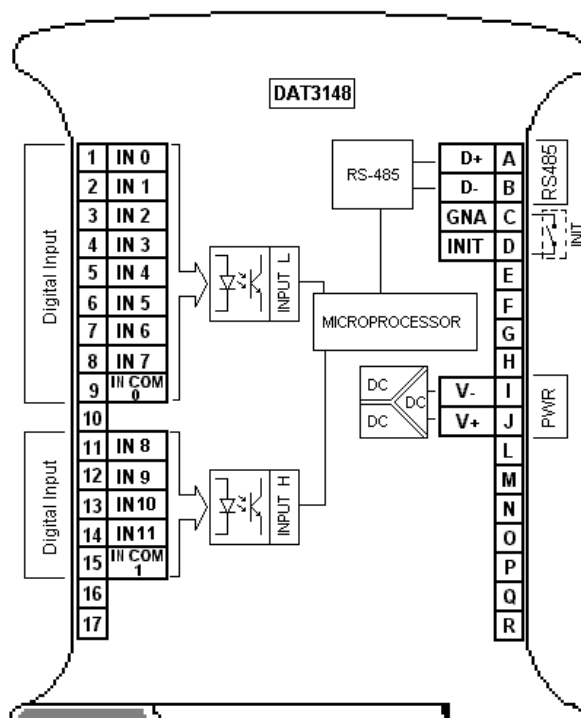 DAT3148
Digital Input
1 IN 0
2 IN 1
3 IN 2
4 IN 3
5 IN 4
6 IN 5
7 IN 6
8 IN 7
9 IN COM 0
10
Digital Input
11 IN 8
12 IN 9
13 IN10
14 IN11
15 IN COM 1
16
17
INPUT L
INPUT H
RS-485
MICROPROCESSOR
DC
DC
DC
D+ A
D- B
GNA C
INIT D
E
F
G
H
V- I
V+ J
L
M
N
O
P
Q
R
RS485
INIT
PWR